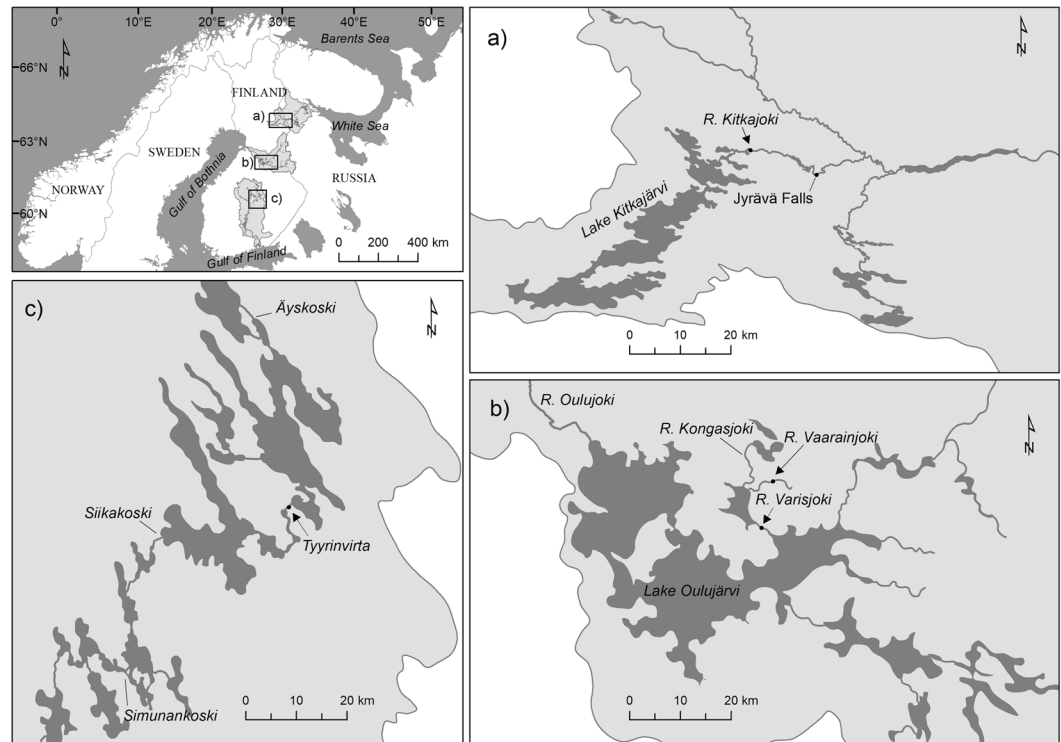 0° 10°E 20°E 30°E 40°E 50°E
Barents Sea
66°N
N
FINLAND
a)
White Sea
63°N
SWEDEN
b)
Gulf of Bothnia
RUSSIA
NORWAY
c)
60°N
0 200 400 km
Gulf of Finland
a)
N
R. Kitkajoki
Jyrävä Falls
Lake Kitkajärvi
0 10 20 km
c)
Äyskoski
N
Siikakoski
Tyyrinvirta
0 10 20 km
Simunankoski
b)
R. Oulujoki
N
R. Kongasjoki
R. Vaarainjoki
R. Varisjoki
Lake Oulujärvi
0 10 20 km